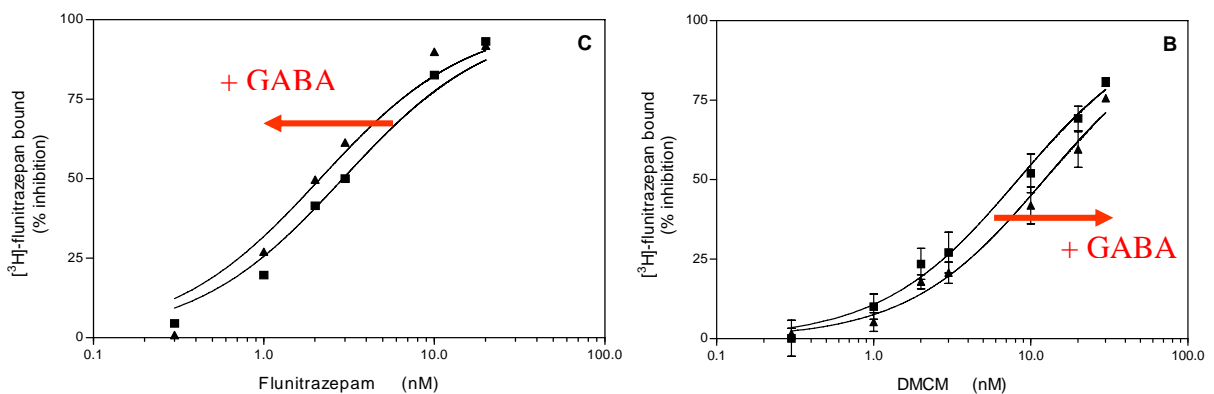 100
75
50
25
0
[³H]-flunitrazepan bound
(% inhibition)
C
+ GABA
0.1
1.0
10.0
100.0
Flunitrazepam (nM)
100
75
50
25
0
[³H]-flunitrazepan bound
(% inhibition)
B
+ GABA
0.1
1.0
10.0
100.0
DMCM (nM)